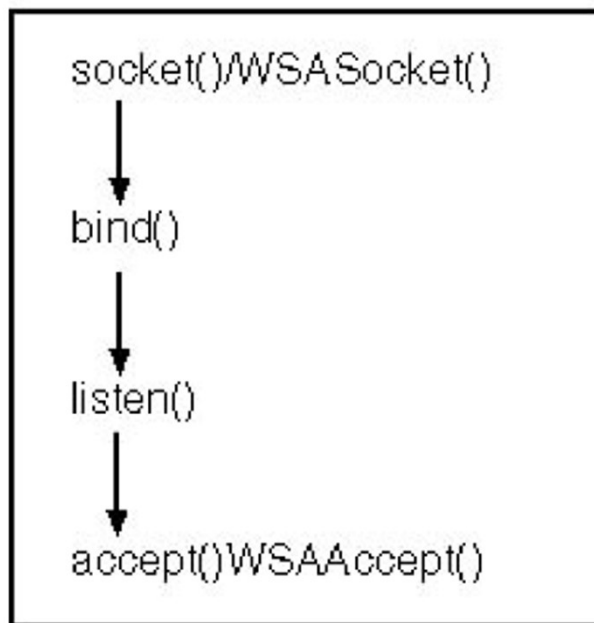 socket()/WSASocket()
bind()
listen()
accept()WSAAccept()